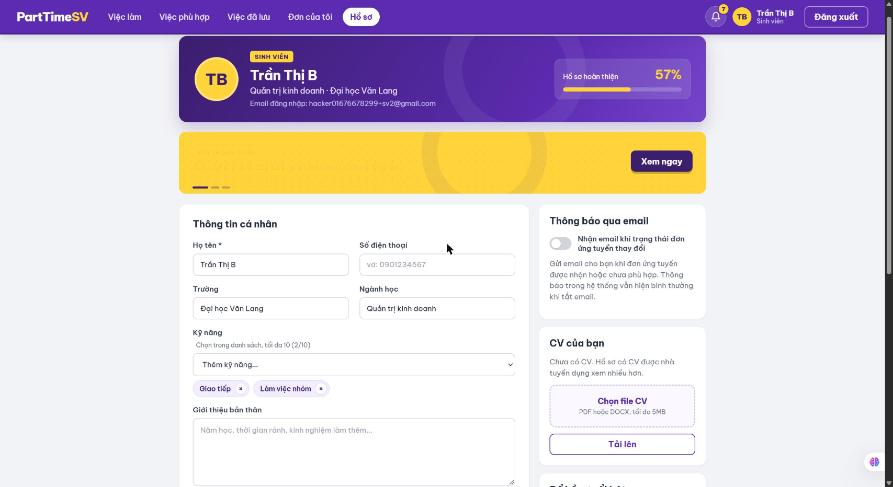 PartTimeSV
Việc làm
Việc phù hợp
Việc đã lưu
Đơn của tôi
Hồ sơ
7
TB
Trần Thị B
Sinh viên
Đăng xuất
TB
SINH VIÊN
Trần Thị B
Quản trị kinh doanh · Đại học Văn Lang
Email đăng nhập: hacker01676678299-sv2@gmail.com
Hồ sơ hoàn thiện 57%
Xem ngay
Thông tin cá nhân
Họ tên *
Trần Thị B
Số điện thoại
vd: 0901234567
Trường
Đại học Văn Lang
Ngành học
Quản trị kinh doanh
Kỹ năng
Chọn trong danh sách, tối đa 10 (2/10)
Thêm kỹ năng...
Giao tiếp ×
Làm việc nhóm ×
Giới thiệu bản thân
Năm học, thời gian rảnh, kinh nghiệm làm thêm...
Thông báo qua email
Nhận email khi trạng thái đơn
ứng tuyển thay đổi
Gửi email cho bạn khi đơn ứng tuyển
được nhận hoặc chưa phù hợp. Thông
báo trong hệ thống vẫn hiện bình thường
khi tắt email.
CV của bạn
Chưa có CV. Hồ sơ có CV được nhà
tuyển dụng xem nhiều hơn.
Chọn file CV
PDF hoặc DOCX, tối đa 5MB
Tải lên